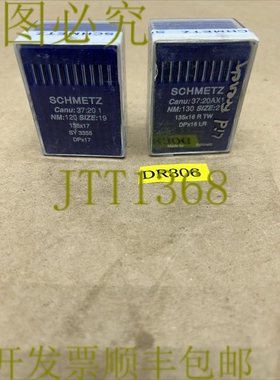 图必究
SCHMETZ
SCHMETZ
Canu: 37:20 1
NM:120 SIZE:19
135x17
SY 3355
DPx17
SCHMETZ
Canu: 37:20AX1
NM:130 SIZE:21
135x16 R TW
DPx16 LR
DR806
JTT1368
开发票顺丰包邮